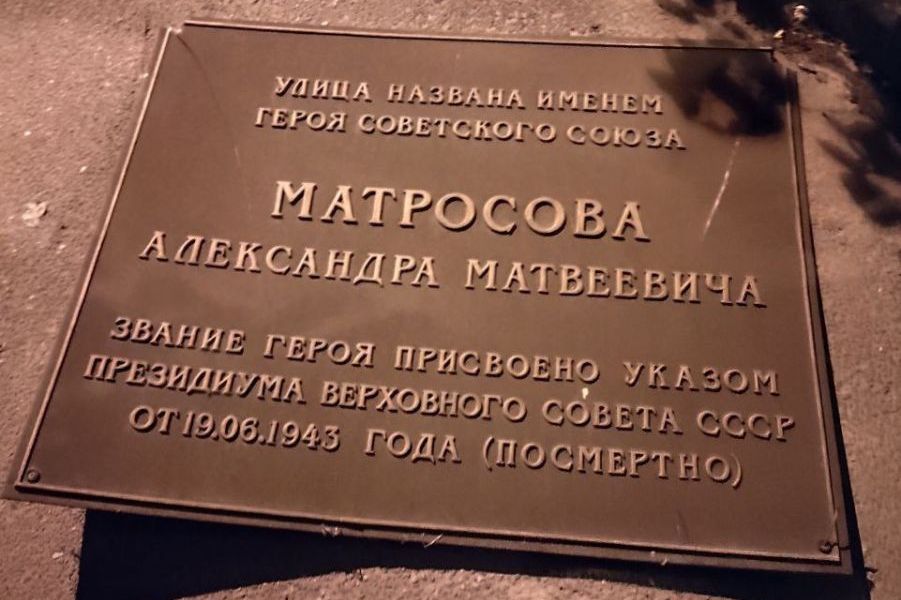 УЛИЦА НАЗВАНА ИМЕНЕМ
ГЕРОЯ СОВЕТСКОГО СОЮЗА
МАТРОСОВА
АЛЕКСАНДРА МАТВЕЕВИЧА
ЗВАНИЕ ГЕРОЯ ПРИСВОЕНО УКАЗОМ
ПРЕЗИДИУМА ВЕРХОВНОГО СОВЕТА СССР
ОТ 19.06.1943 ГОДА (ПОСМЕРТНО)